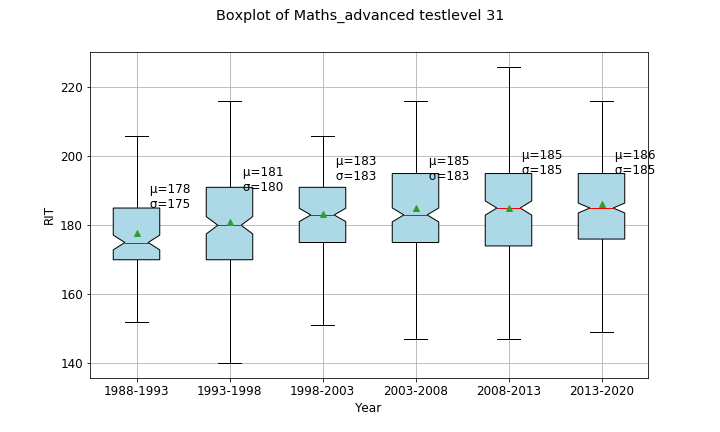 Boxplot of Maths_advanced testlevel 31
220
200
180
160
140
RIT
μ=178
σ=175
μ=181
σ=180
μ=183
σ=183
μ=185
σ=183
μ=185
σ=185
μ=186
σ=185
1988-1993
1993-1998
1998-2003
2003-2008
2008-2013
2013-2020
Year